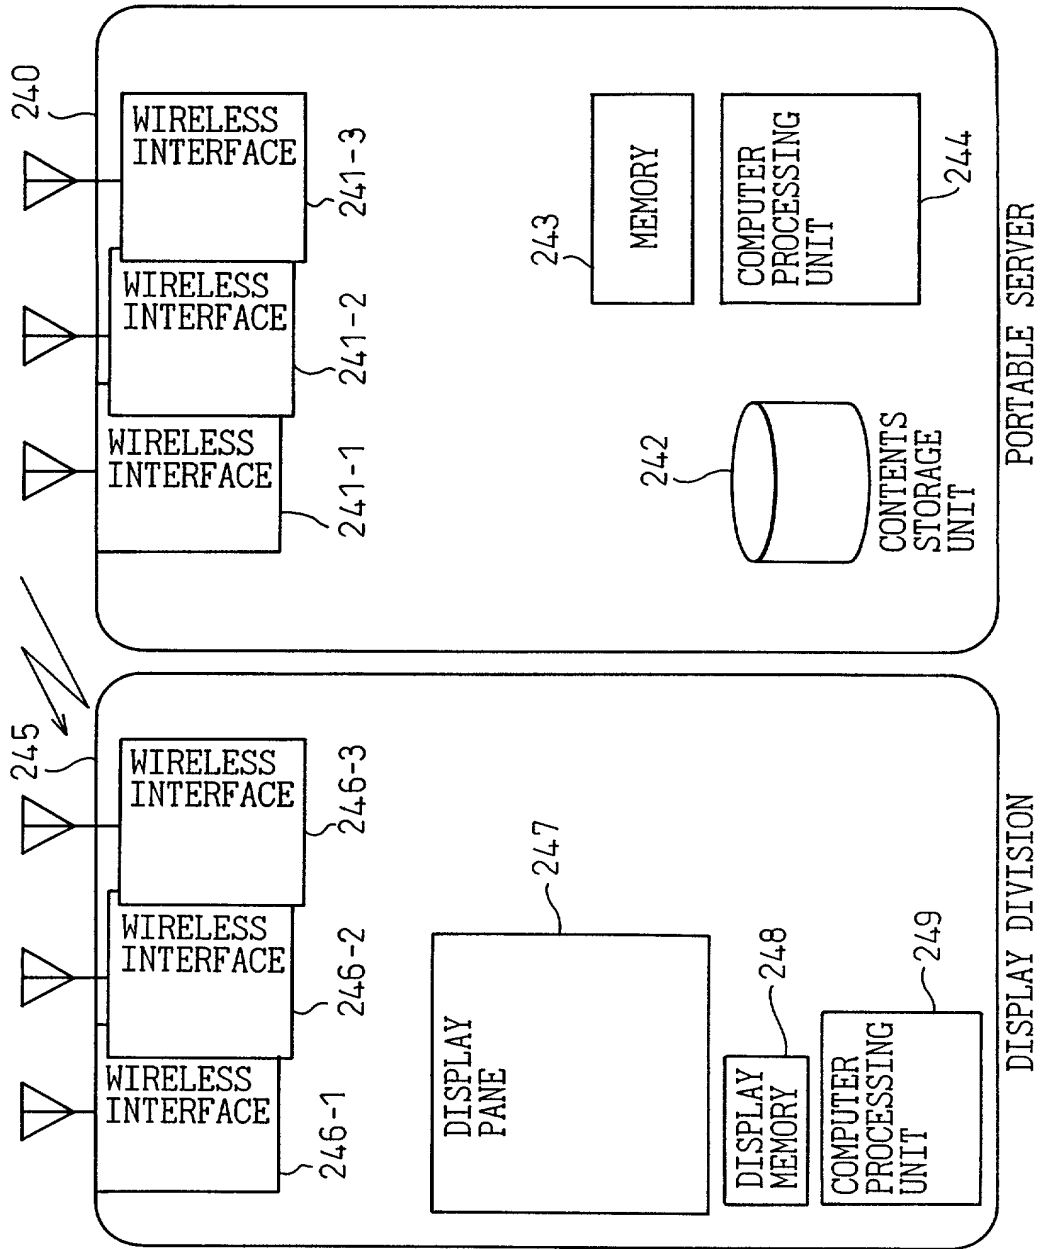 245
WIRELESS
INTERFACE
246-3
WIRELESS
INTERFACE
246-2
WIRELESS
INTERFACE
246-1
DISPLAY
PANE
247
DISPLAY
MEMORY
248
COMPUTER
PROCESSING
UNIT
249
DISPLAY DIVISION
240
WIRELESS
INTERFACE
241-3
WIRELESS
INTERFACE
241-2
WIRELESS
INTERFACE
241-1
242
CONTENTS
STORAGE
UNIT
243
MEMORY
COMPUTER
PROCESSING
UNIT
244
PORTABLE SERVER